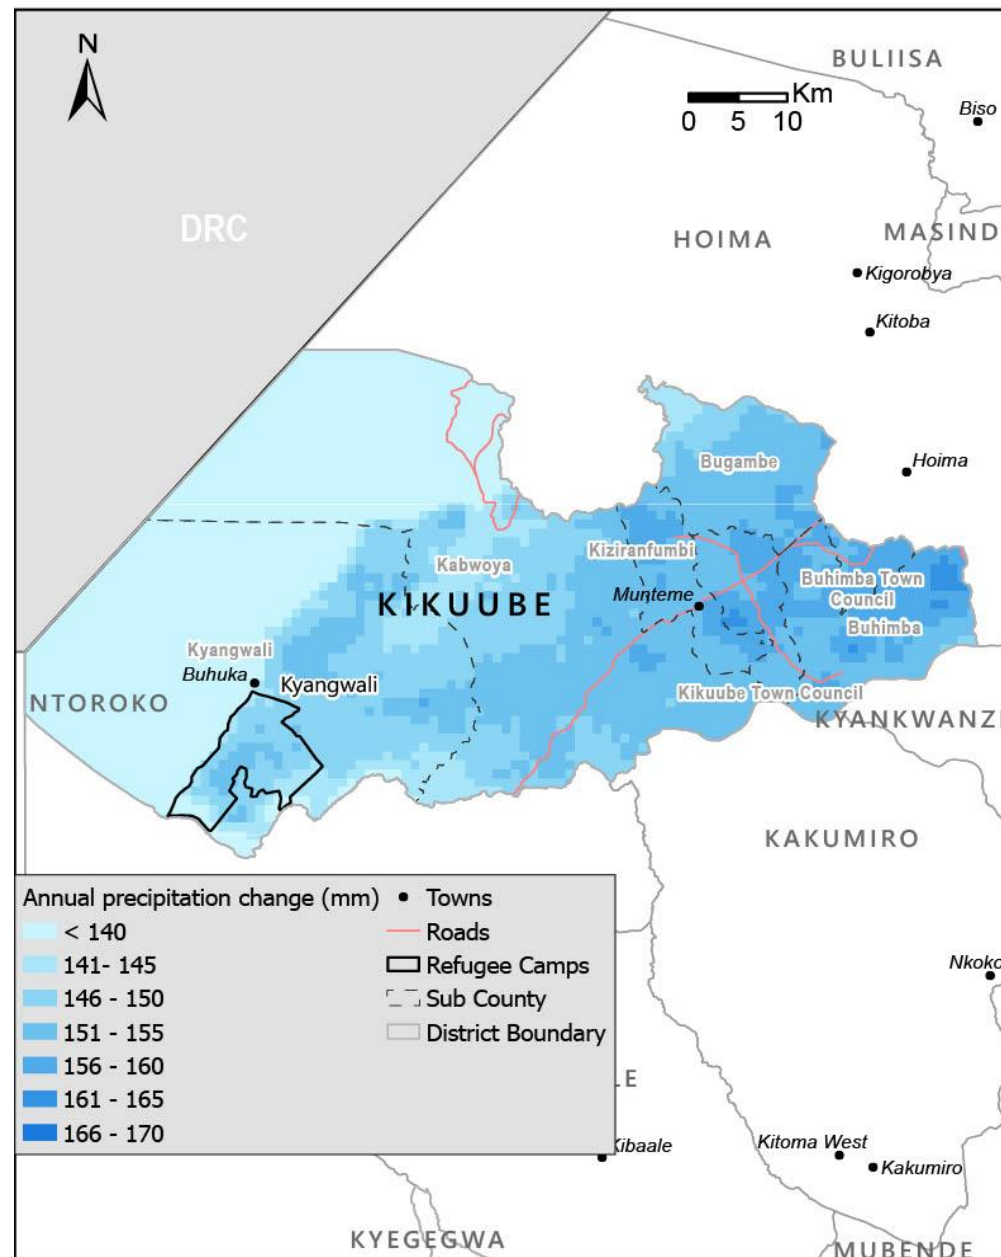 N
BULIISA
Km
0 5 10
Biso
DRC
HOIMA
MASIND
Kigorobya
Kitoba
Bugambe
Hoima
Kiziranfumbi
Kabwoya
KIKUUBE
Munteme
Buhimba Town
Council
Buhimba
Kyangwali
Buhuka
Kyangwali
NTOROKO
Kikuube Town Council
KYANKWANZI
KAKUMIRO
Annual precipitation change (mm)
< 140
141- 145
146 - 150
151 - 155
156 - 160
161 - 165
166 - 170
Towns
Roads
Refugee Camps
Sub County
District Boundary
Nkoko
LE
Kibaale
Kitoma West
Kakumiro
KYEGEGWA
MUBENDE